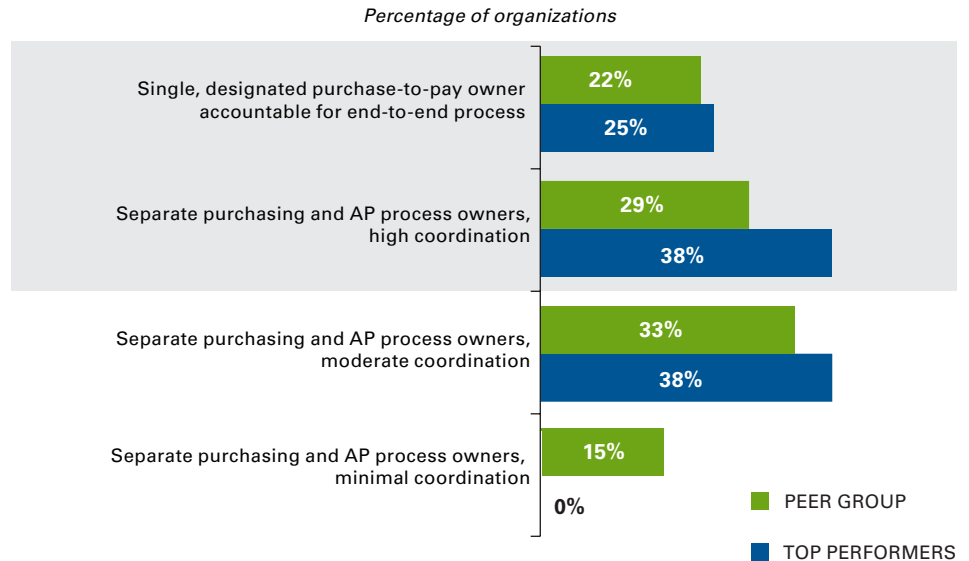 Percentage of organizations
Single, designated purchase-to-pay owner
accountable for end-to-end process
22%
25%
Separate purchasing and AP process owners,
high coordination
29%
38%
Separate purchasing and AP process owners,
moderate coordination
33%
38%
Separate purchasing and AP process owners,
minimal coordination
15%
0%
PEER GROUP
TOP PERFORMERS